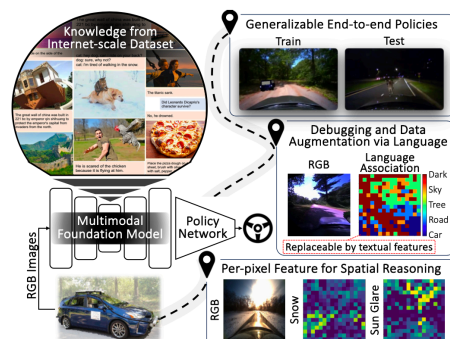 Knowledge from
Internet-scale Dataset
dog: sure, why not?
cat: i'm tired of walking in the snow.
The titanic sank.
Did Leonardo Dicaprio's
character survive?
No, he drowned
The great wall of china was built in
221 bc by emperor qin shihuang to
protect the empire's capital from
invaders from the north.
He is scared of the chicken
because it is flying at him.
Multimodal
Foundation Model
Policy
Network
RGB Images
Generalizable End-to-end Policies
Train
Test
Debugging and Data
Augmentation via Language
RGB
Language
Association
Dark
Sky
Tree
Road
Car
Replaceable by textual features
Per-pixel Feature for Spatial Reasoning
RGB
Snow
Sun Glare